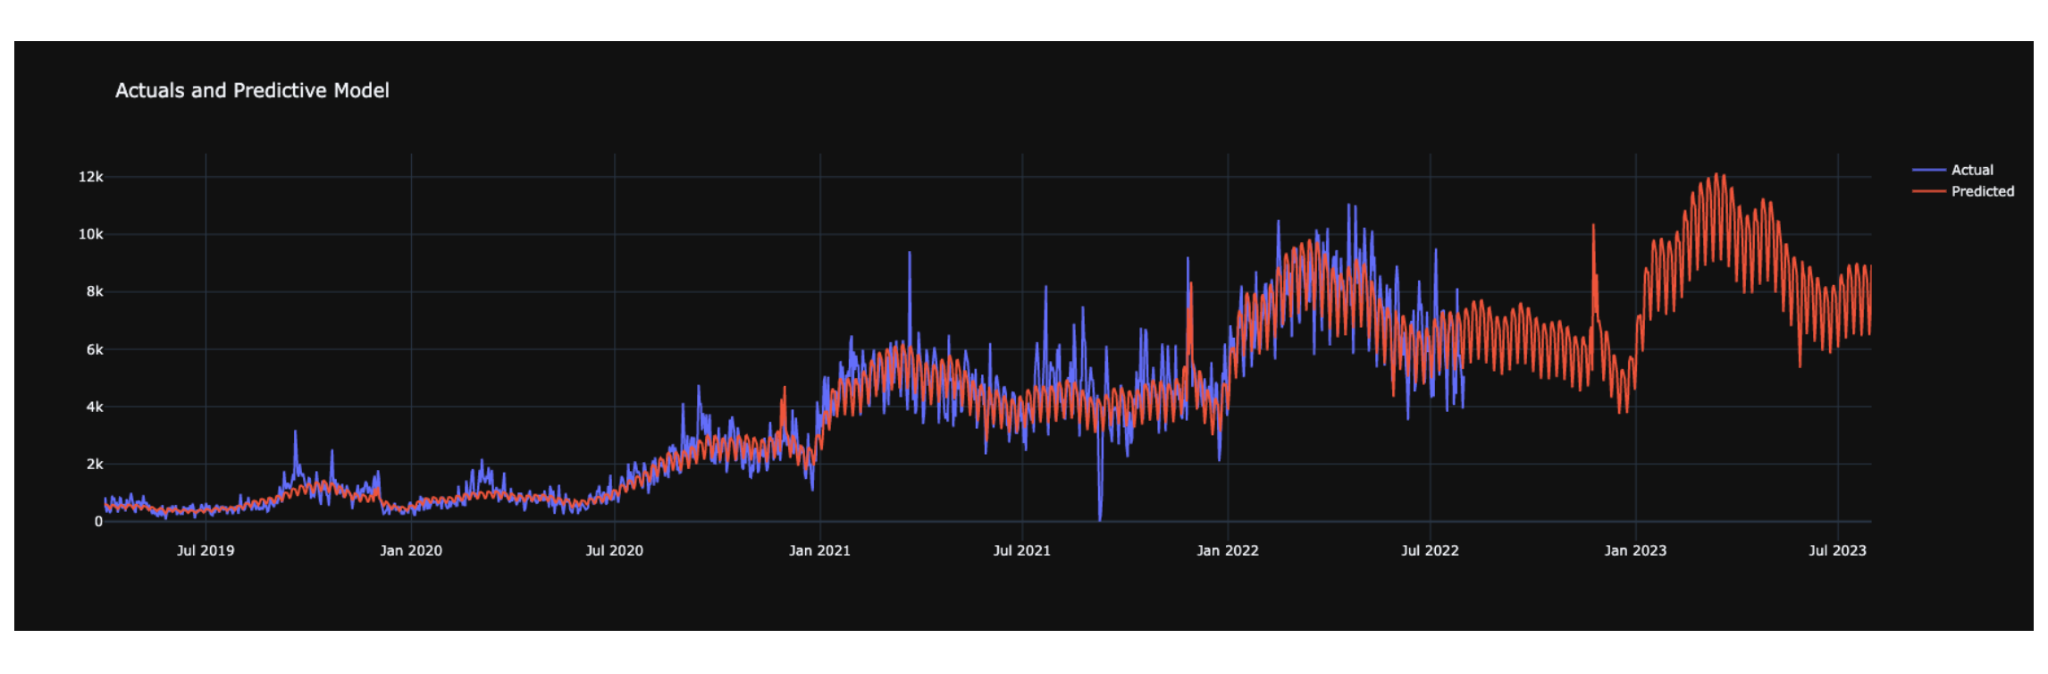 Actuals and Predictive Model
Actual
Predicted
12k
10k
8k
6k
4k
2k
0
Jul 2019
Jan 2020
Jul 2020
Jan 2021
Jul 2021
Jan 2022
Jul 2022
Jan 2023
Jul 2023